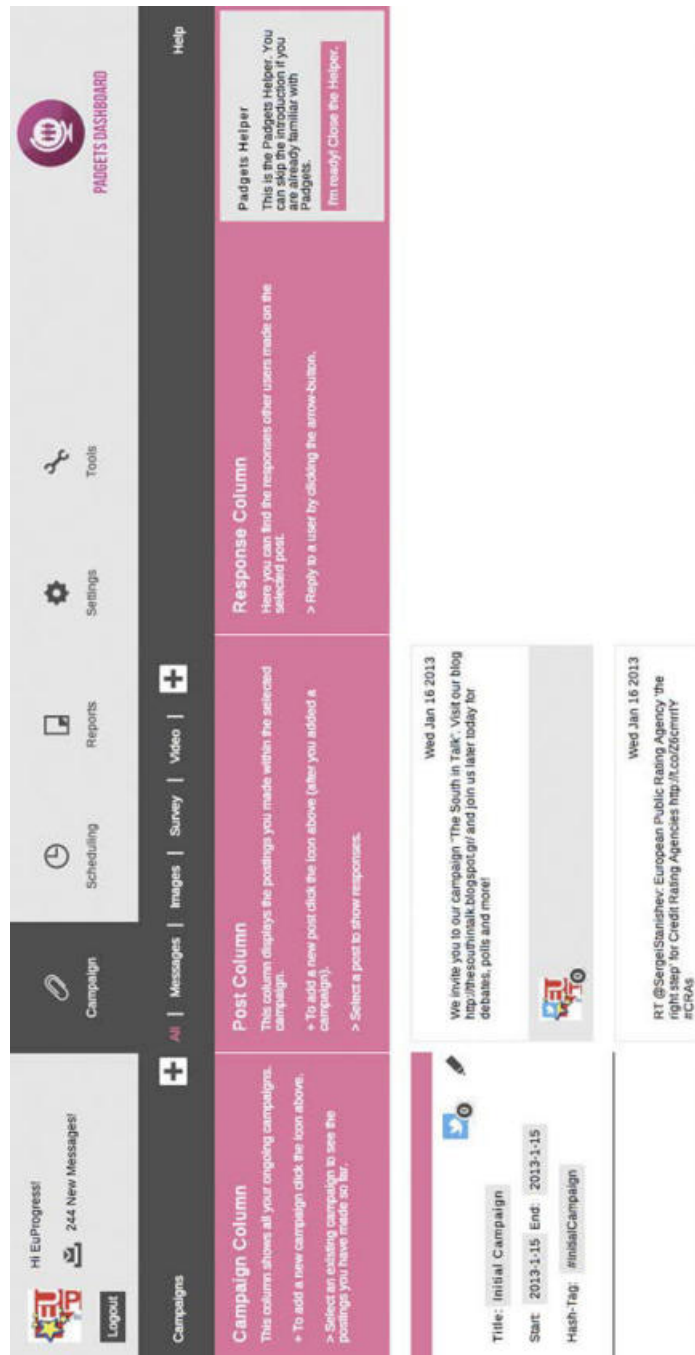 Hi EuProgress!
244 New Messages!
Logout
Campaign
Scheduling
Reports
Settings
Tools
PADGETS DASHBOARD
Campaigns
All | Messages | Images | Survey | Video |
Help
Campaign Column
This column shows all your ongoing campaigns.
+ To add a new campaign click the icon above.
> Select an existing campaign to see the
postings you have made so far.
Post Column
This column displays the postings you made within the selected
campaign.
+ To add a new post click the icon above (after you added a
campaign).
> Select a post to show responses.
Response Column
Here you can find the responses other users made on the
selected post.
> Reply to a user by clicking the arrow-button.
Padgets Helper
This is the Padgets Helper. You
can skip the introduction if you
are already familiar with
Padgets.
I'm ready! Close the Helper.
0
Title: Initial Campaign
Start: 2013-1-15 End: 2013-1-15
Hash-Tag: #InitialCampaign
Wed Jan 16 2013
We invite you to our campaign "The South in Talk'. Visit our blog
http://thesouthintalk.blogspot.gr/ and join us later today for
debates, polls and more!
EU
0
Wed Jan 16 2013
RT @SergeiStanishev: European Public Rating Agency 'the
right step' for Credit Rating Agencies
#CRAs